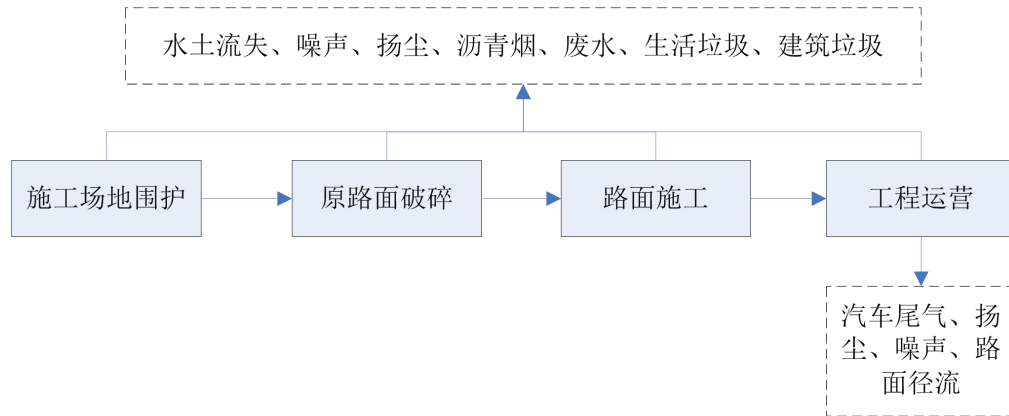 水土流失、噪声、扬尘、沥青烟、废水、生活垃圾、建筑垃圾
施工场地围护
原路面破碎
路面施工
工程运营
汽车尾气、扬
尘、噪声、路
面径流